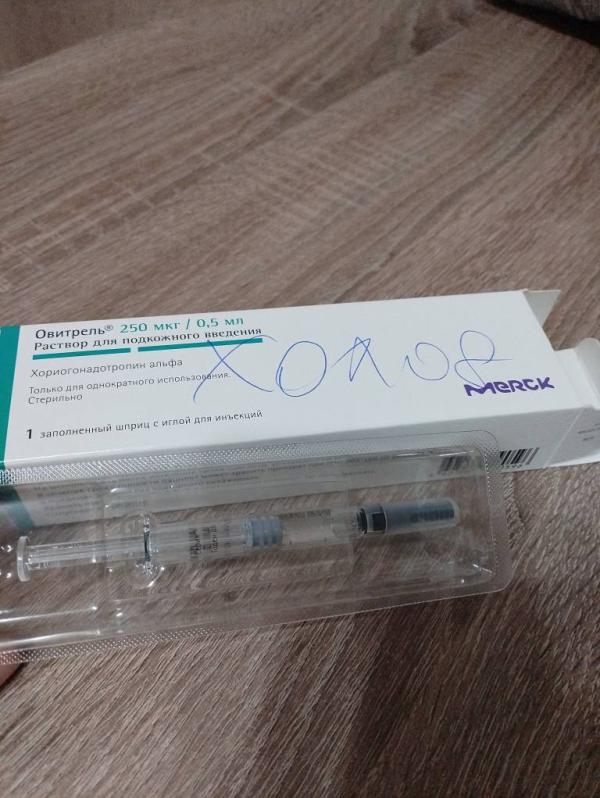 Овитрель® 250 мкг / 0,5 мл
Раствор для подкожного введения
Хориогонадотропин альфа
Только для однократного использования.
Стерильно
ХОЛОД
MERCK
1 заполненный шприц с иглой для инъекций